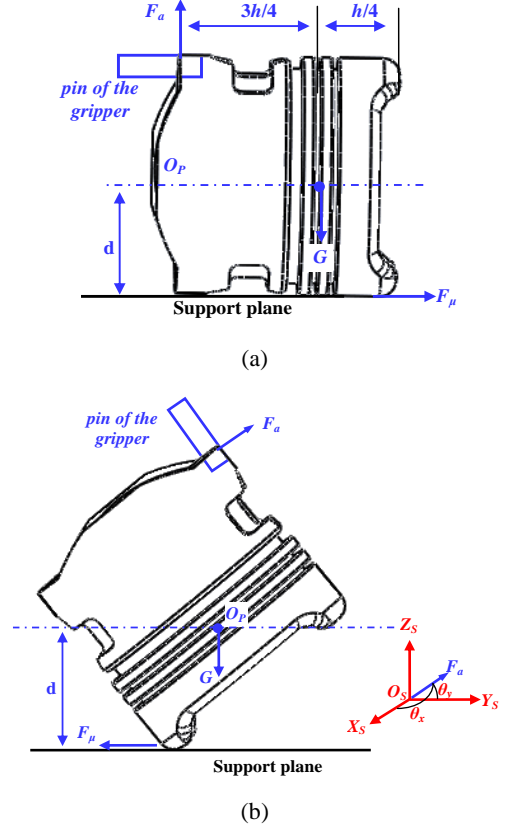 F_a
3h/4
h/4
pin of the
gripper
O_P
d
G
Support plane
F_μ
(a)
pin of the
gripper
F_a
O_P
G
d
F_μ
Z_S
F_a
O_S
θ_y
Y_S
X_S
θ_x
Support plane
(b)